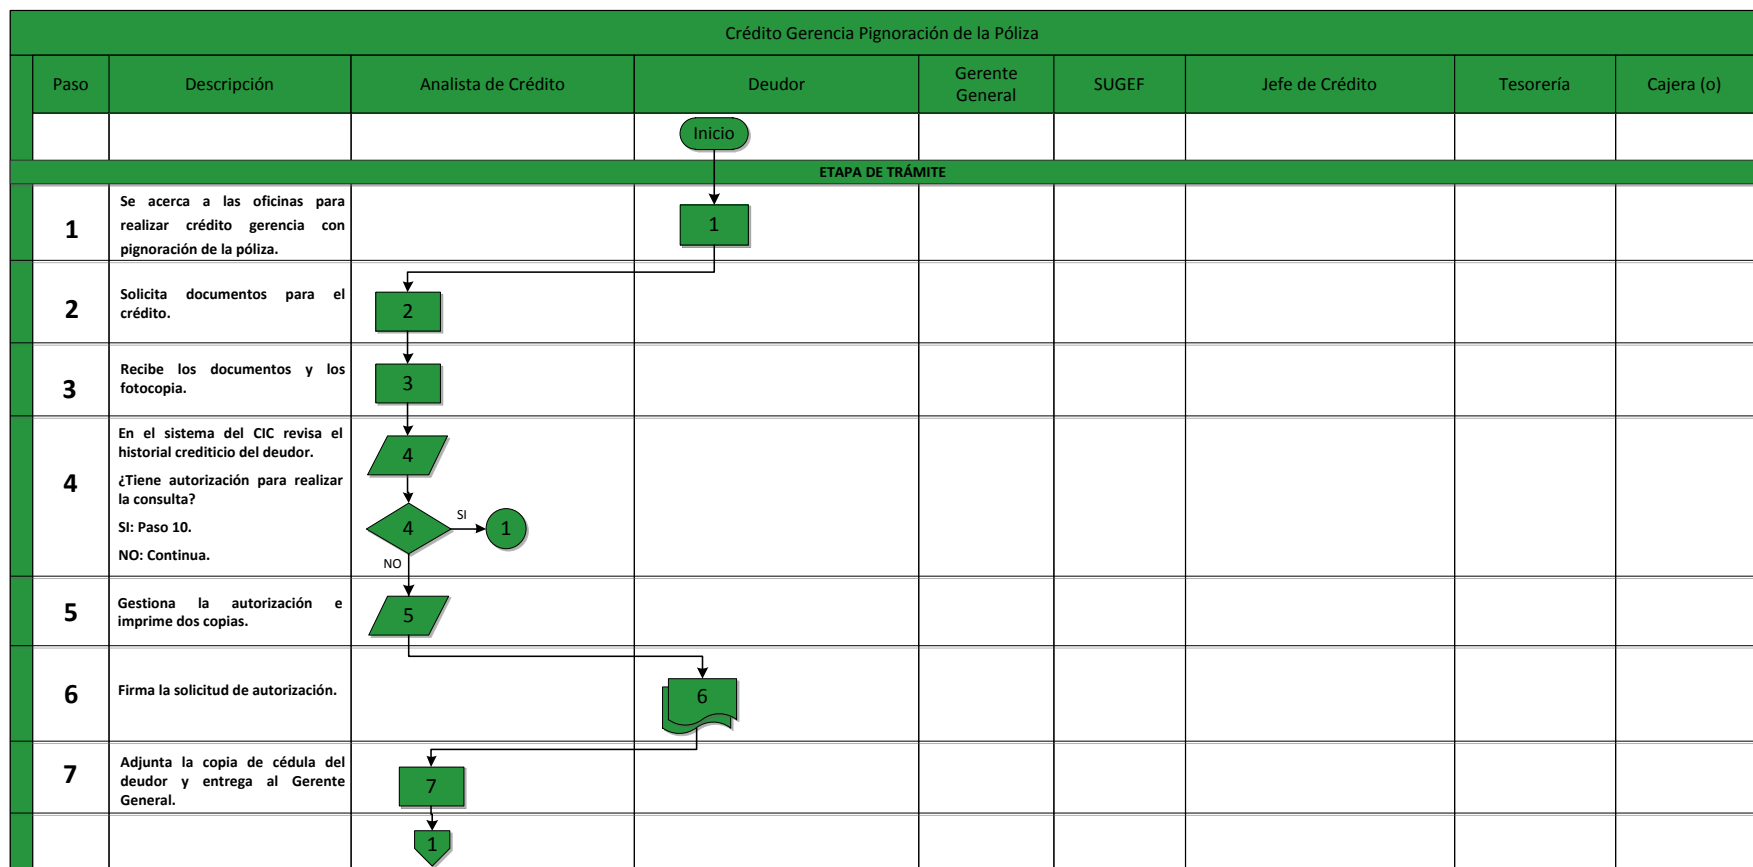 Crédito Gerencia Pignoración de la Póliza
Paso
Descripción
Analista de Crédito
Deudor
Gerente
General
SUGEF
Jefe de Crédito
Tesorería
Cajera (o)
Inicio
ETAPA DE TRÁMITE
1
Se acerca a las oficinas para
realizar crédito gerencia con
pignoración de la póliza.
1
2
Solicita documentos para el
crédito.
2
3
Recibe los documentos y los
fotocopia.
3
4
En el sistema del CIC revisa el
historial crediticio del deudor.
¿Tiene autorización para realizar
la consulta?
SI: Paso 10.
NO: Continua.
4
4
SI
1
NO
5
Gestiona la autorización e
imprime dos copias.
5
6
Firma la solicitud de autorización.
6
7
Adjunta la copia de cédula del
deudor y entrega al Gerente
General.
7
1